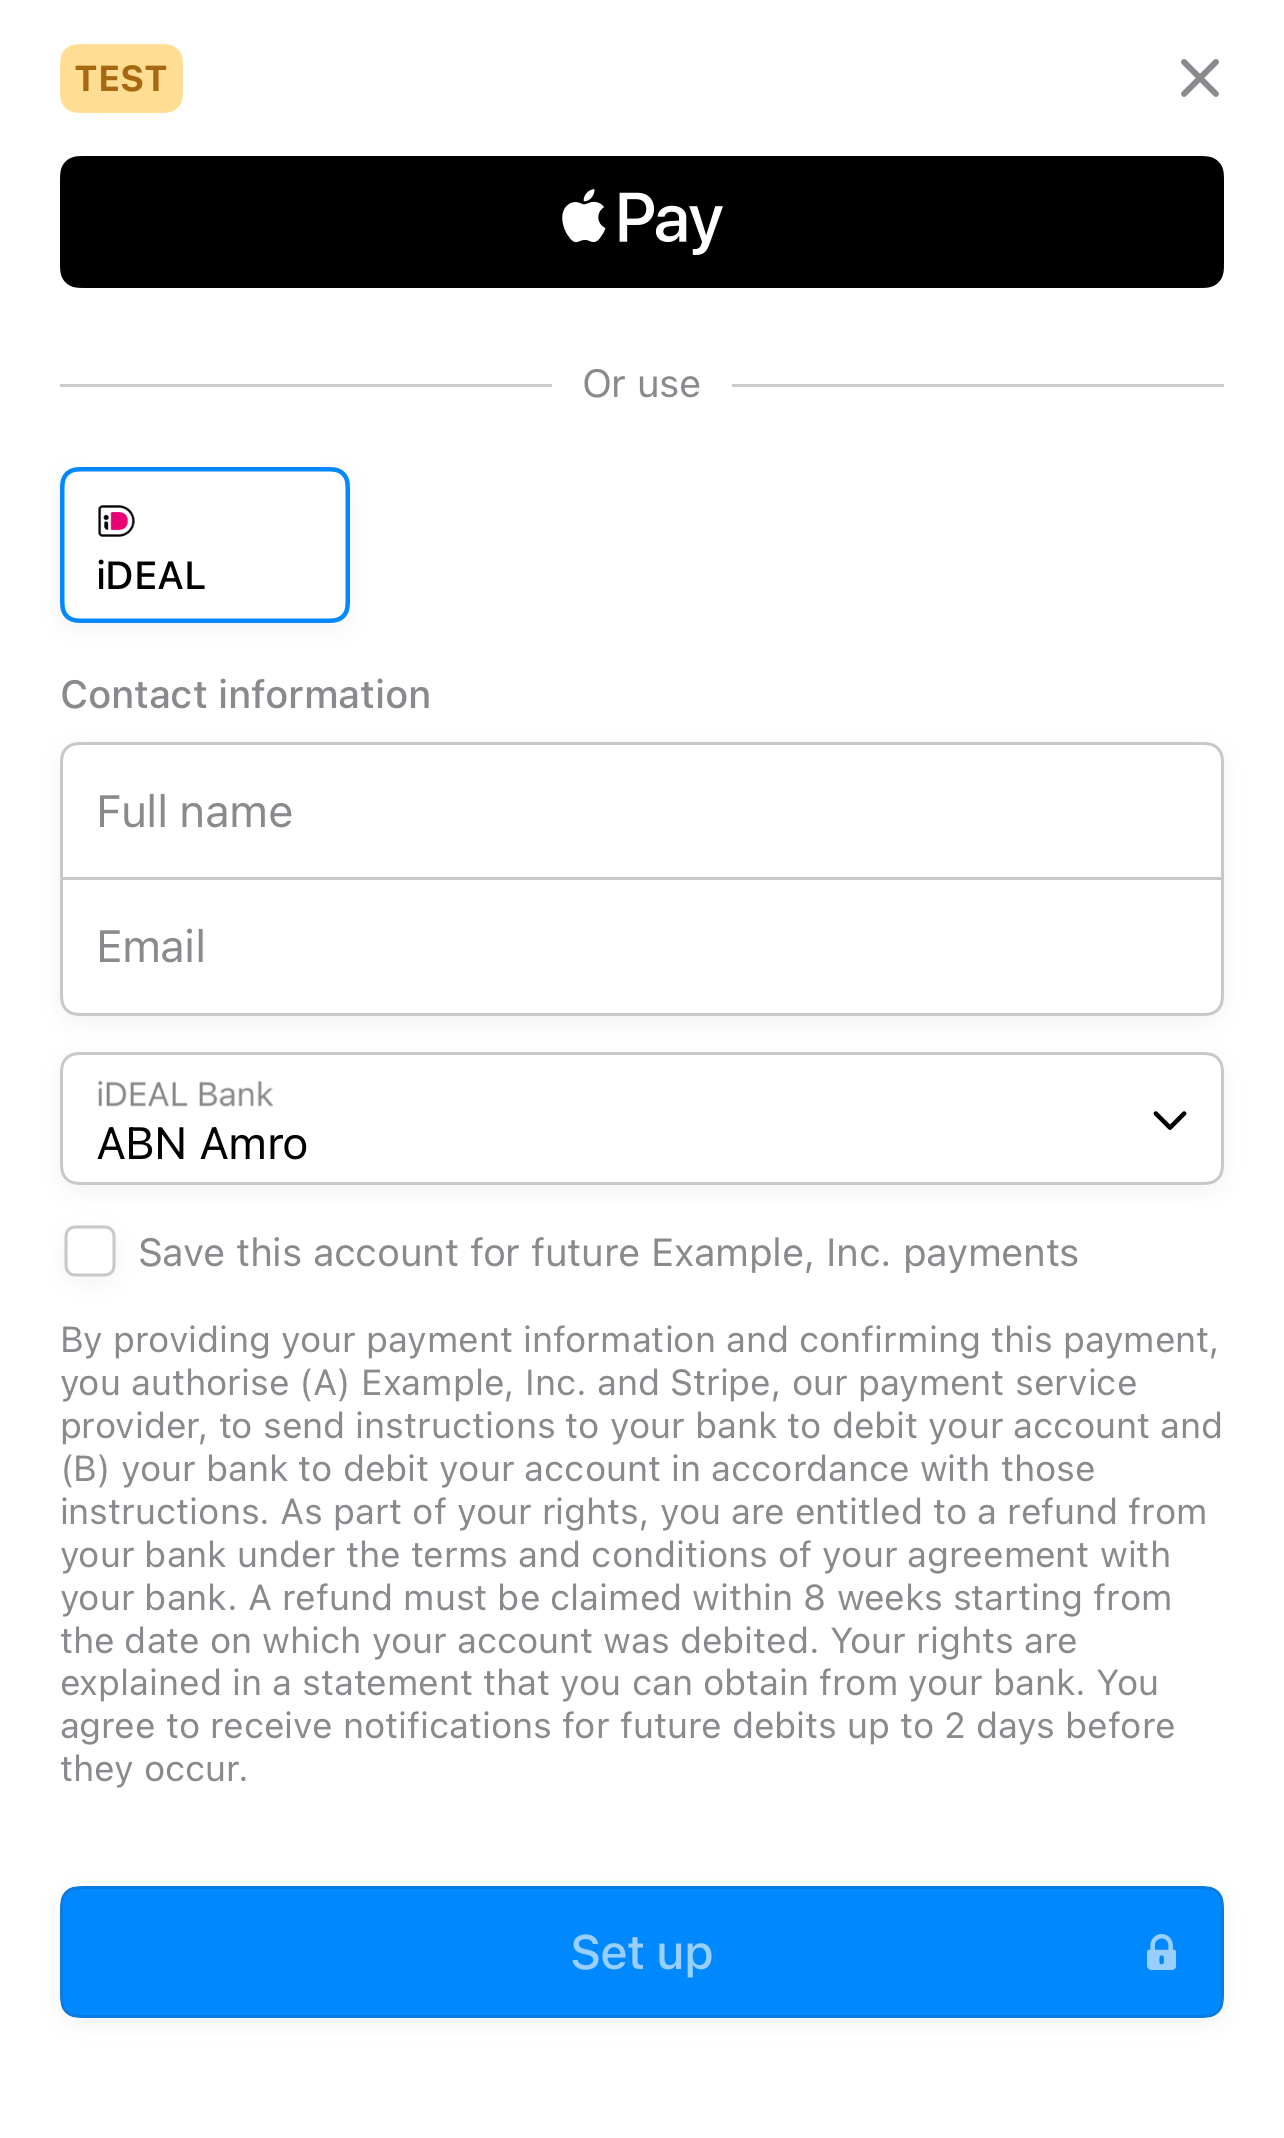 TEST
Pay
Or use
iDEAL
Contact information
Full name
Email
iDEAL Bank
ABN Amro
Save this account for future Example, Inc. payments
By providing your payment information and confirming this payment,
you authorise (A) Example, Inc. and Stripe, our payment service
provider, to send instructions to your bank to debit your account and
(B) your bank to debit your account in accordance with those
instructions. As part of your rights, you are entitled to a refund from
your bank under the terms and conditions of your agreement with
your bank. A refund must be claimed within 8 weeks starting from
the date on which your account was debited. Your rights are
explained in a statement that you can obtain from your bank. You
agree to receive notifications for future debits up to 2 days before
they occur.
Set up